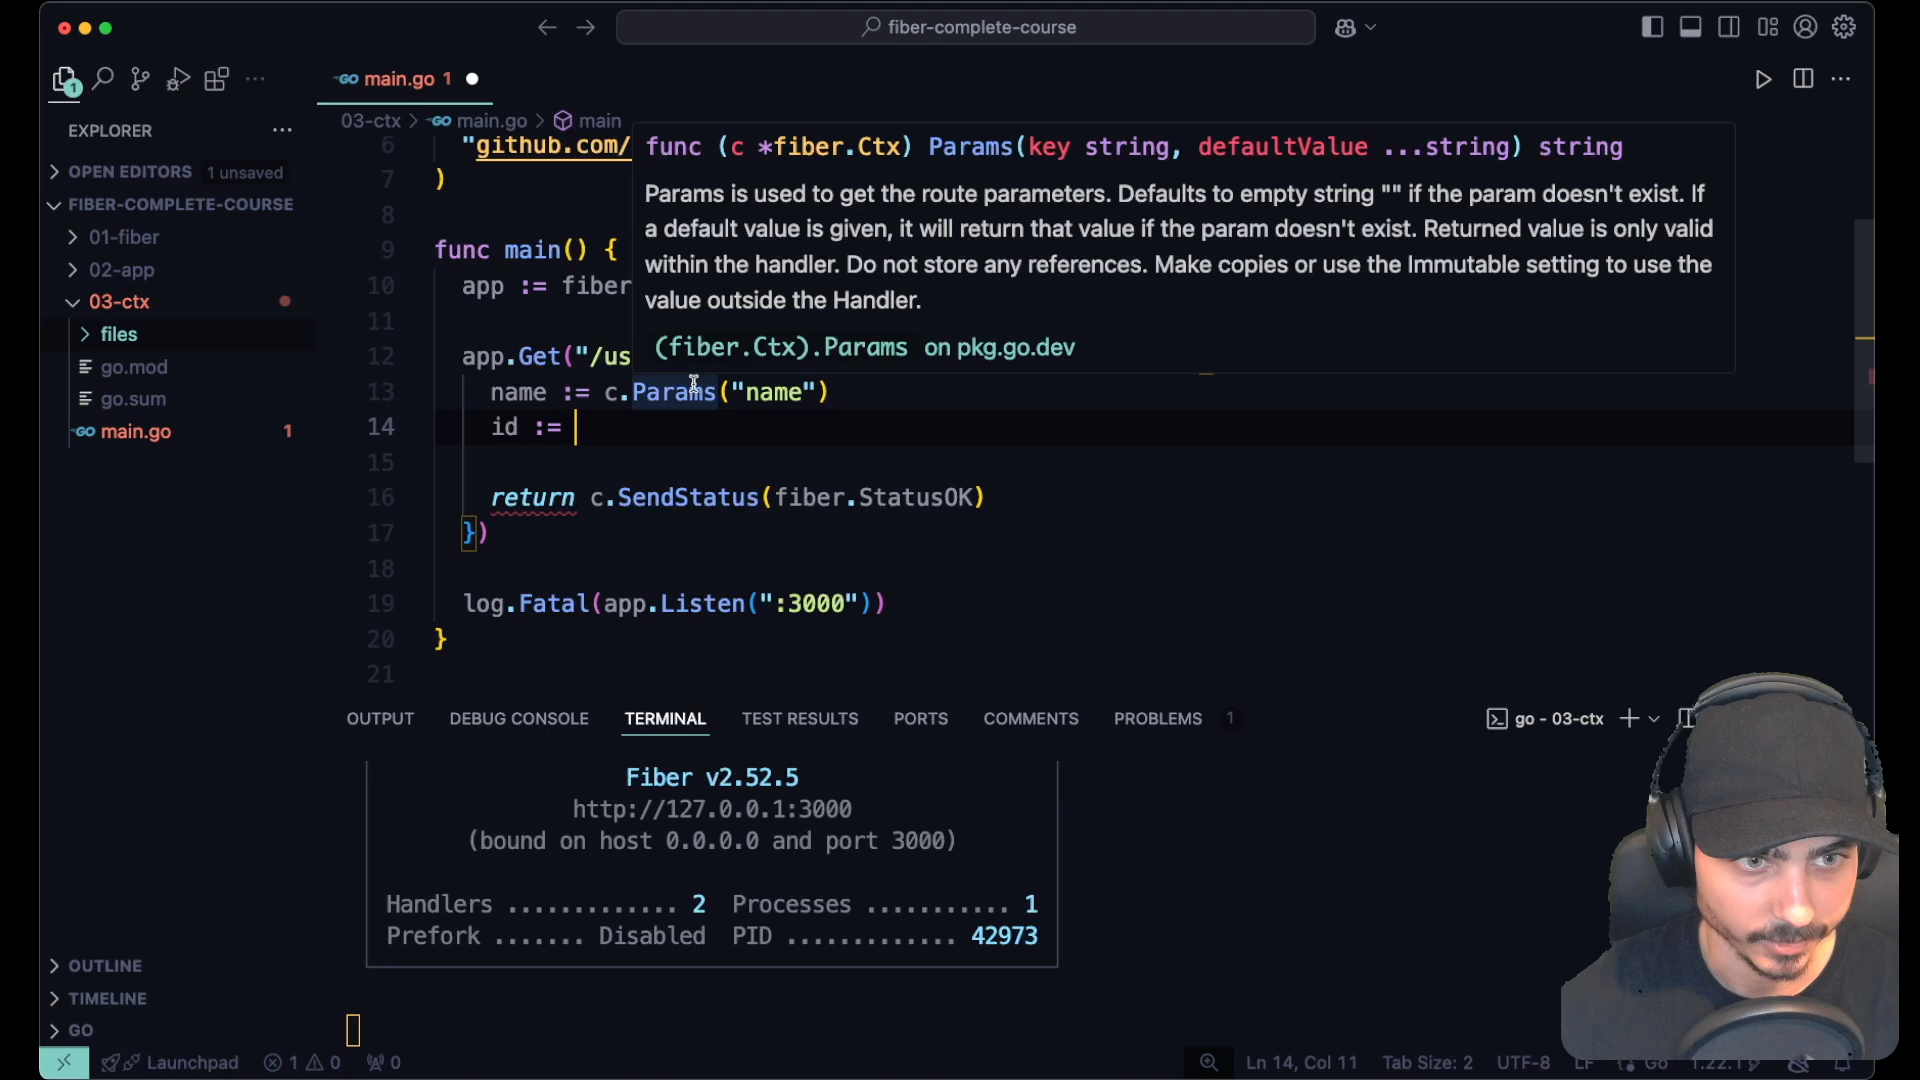 fiber-complete-course
1
main.go 1
EXPLORER
OPEN EDITORS 1 unsaved
FIBER-COMPLETE-COURSE
01-fiber
02-app
03-ctx
files
go.mod
go.sum
GO main.go 1
OUTLINE
TIMELINE
GO
03-ctx > GO main.go > main
6 "github.com/
7 )
8
9 func main() {
10 app := fiber
11
12 app.Get("/us
13 name := c.Params("name")
14 id :=
15
16 return c.SendStatus(fiber.StatusOK)
17 })
18
19 log.Fatal(app.Listen(":3000"))
20 }
21
func (c *fiber.Ctx) Params(key string, defaultValue ...string) string
Params is used to get the route parameters. Defaults to empty string "" if the param doesn't exist. If
a default value is given, it will return that value if the param doesn't exist. Returned value is only valid
within the handler. Do not store any references. Make copies or use the Immutable setting to use the
value outside the Handler.
(fiber.Ctx).Params on pkg.go.dev
OUTPUT DEBUG CONSOLE TERMINAL TEST RESULTS PORTS COMMENTS PROBLEMS 1
go - 03-ctx
Fiber v2.52.5
http://127.0.0.1:3000
(bound on host 0.0.0.0 and port 3000)
Handlers ............. 2 Processes ........... 1
Prefork ....... Disabled PID ............. 42973
Launchpad 1 0 0 Ln 14, Col 11 Tab Size: 2 UTF-8 LF Go